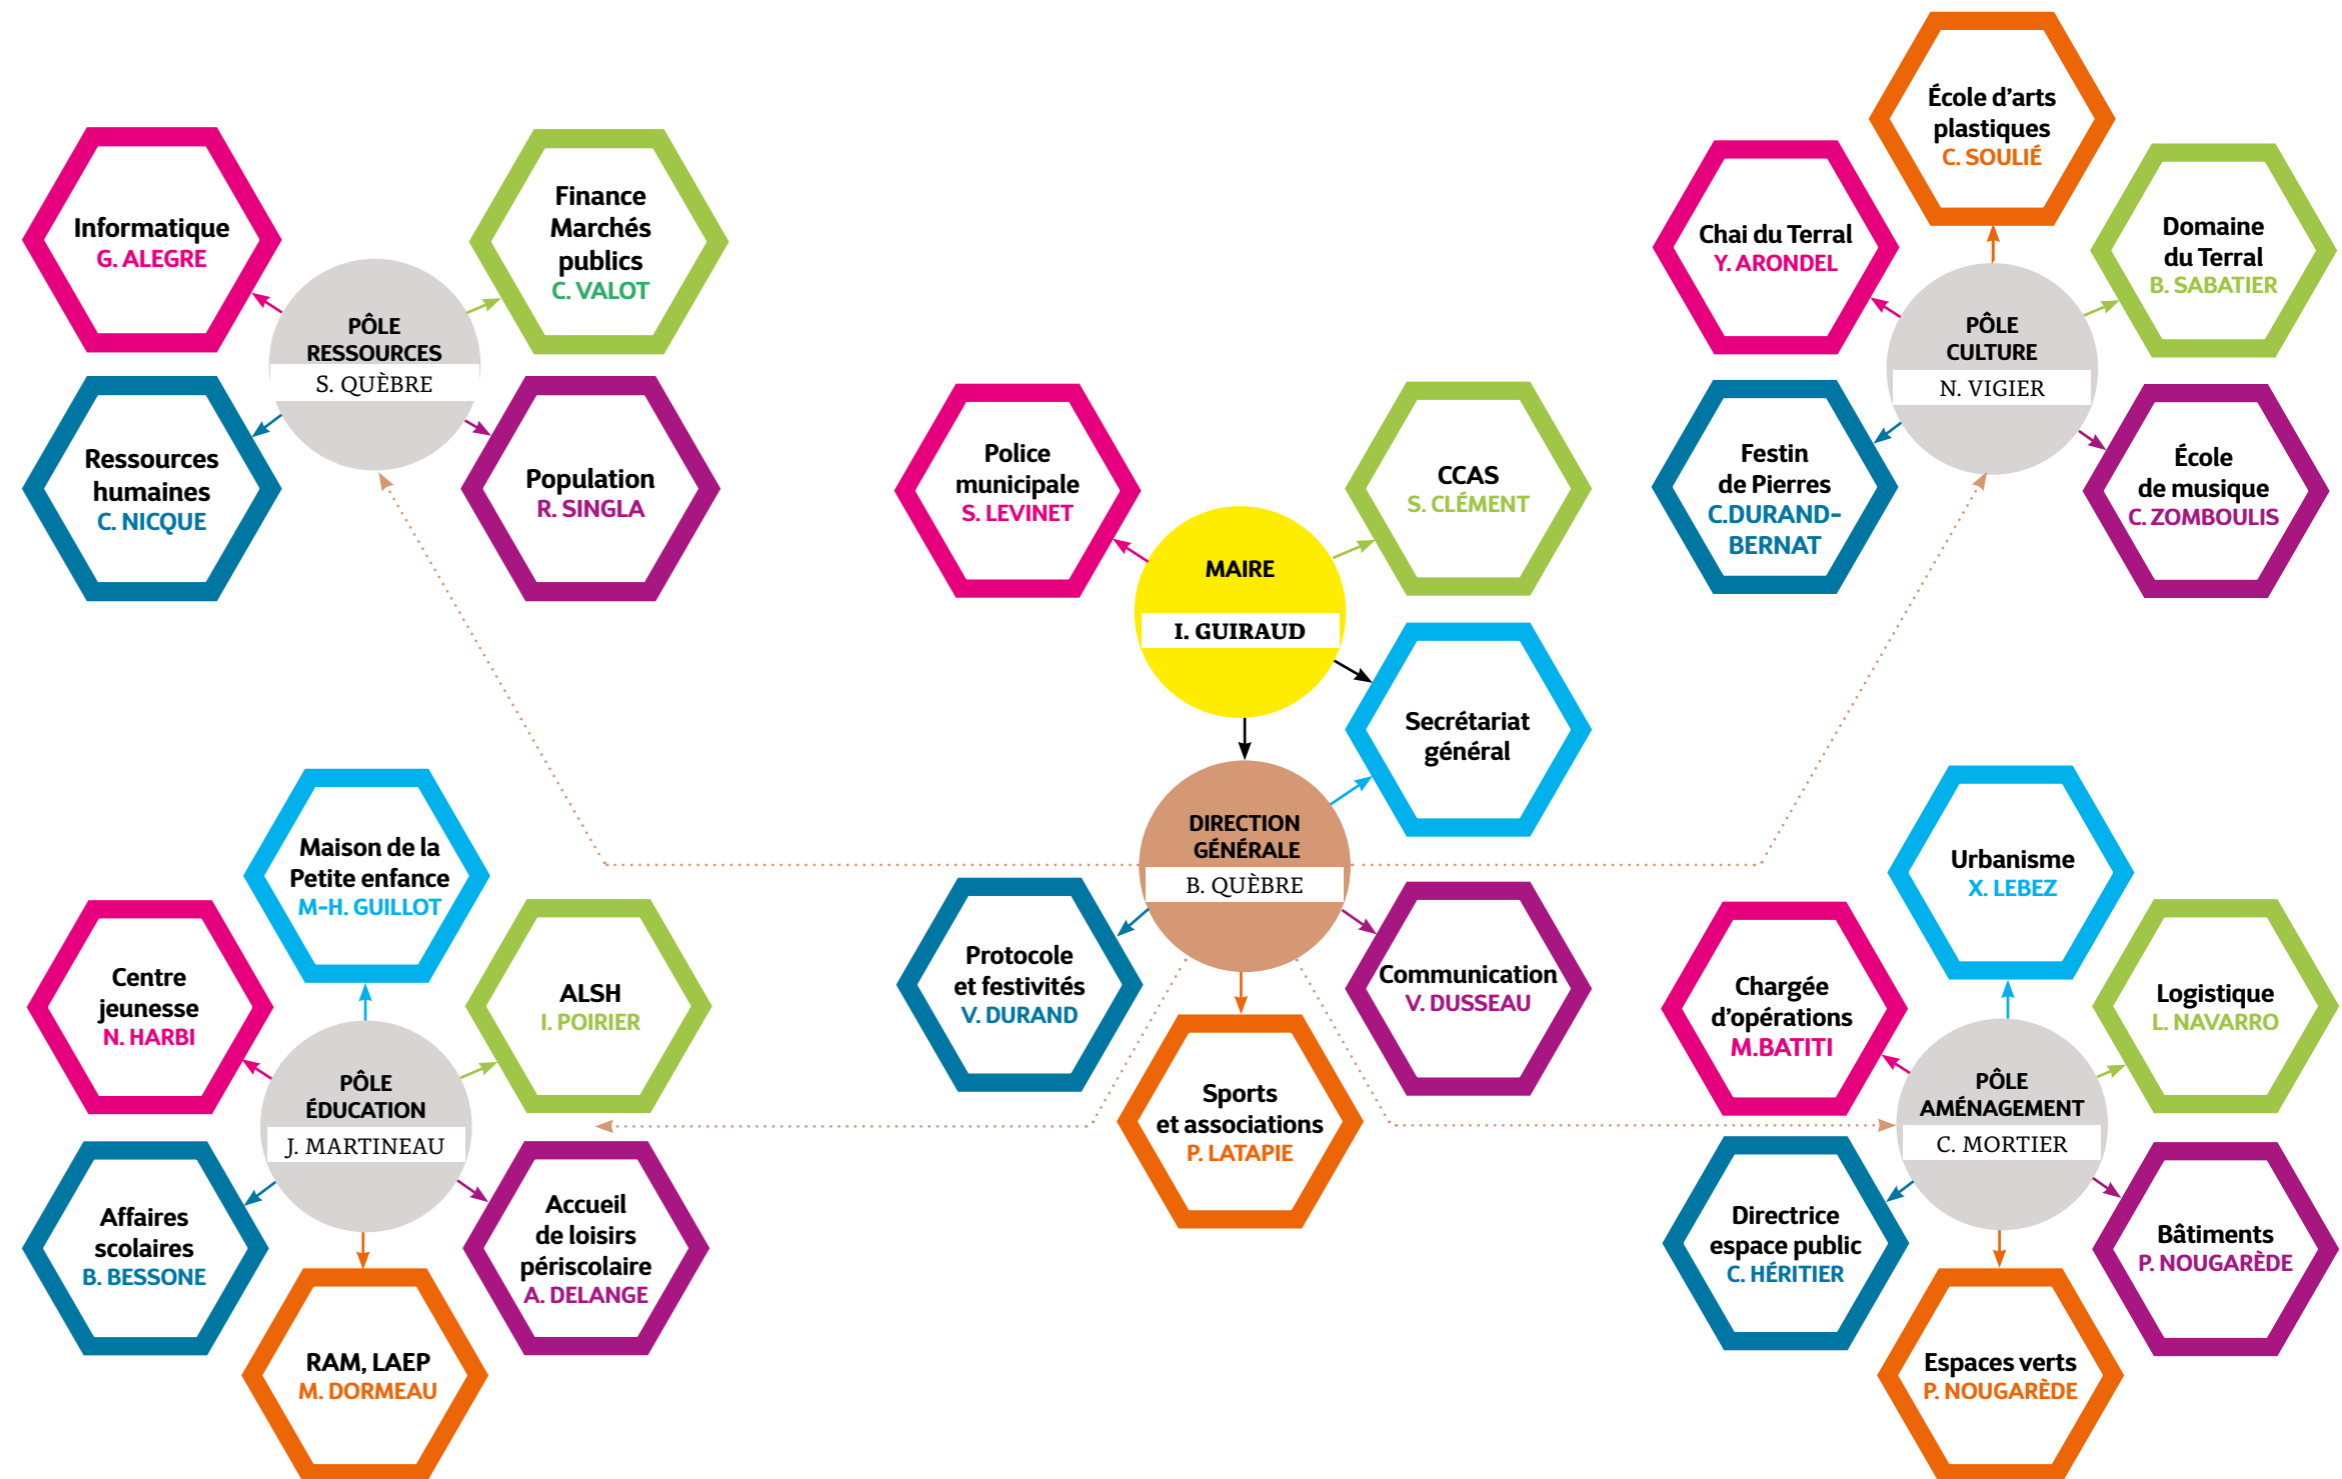 Informatique
G. ALEGRE
Finance
Marchés
publics
C. VALOT
PÔLE
RESSOURCES
S. QUÈBRE
Ressources
humaines
C. NICQUE
Population
R. SINGLA
École d’arts
plastiques
C. SOULIÉ
Chai du Terral
Y. ARONDEL
Domaine
du Terral
B. SABATIER
PÔLE
CULTURE
N. VIGIER
Festin
de Pierres
C.DURAND-
BERNAT
École
de musique
C. ZOMBOULIS
Police
municipale
S. LEVINET
CCAS
S. CLÉMENT
MAIRE
I. GUIRAUD
Secrétariat
général
DIRECTION
GÉNÉRALE
B. QUÈBRE
Protocole
et festivités
V. DURAND
Communication
V. DUSSEAU
Sports
et associations
P. LATAPIE
Maison de la
Petite enfance
M-H. GUILLOT
Centre
jeunesse
N. HARBI
ALSH
I. POIRIER
PÔLE
ÉDUCATION
J. MARTINEAU
Affaires
scolaires
B. BESSONE
Accueil
de loisirs
périscolaire
A. DELANGE
RAM, LAEP
M. DORMEAU
Urbanisme
X. LEBEZ
Chargée
d’opérations
M.BATITI
Logistique
L. NAVARRO
PÔLE
AMÉNAGEMENT
C. MORTIER
Directrice
espace public
C. HÉRITIER
Bâtiments
P. NOUGARÈDE
Espaces verts
P. NOUGARÈDE